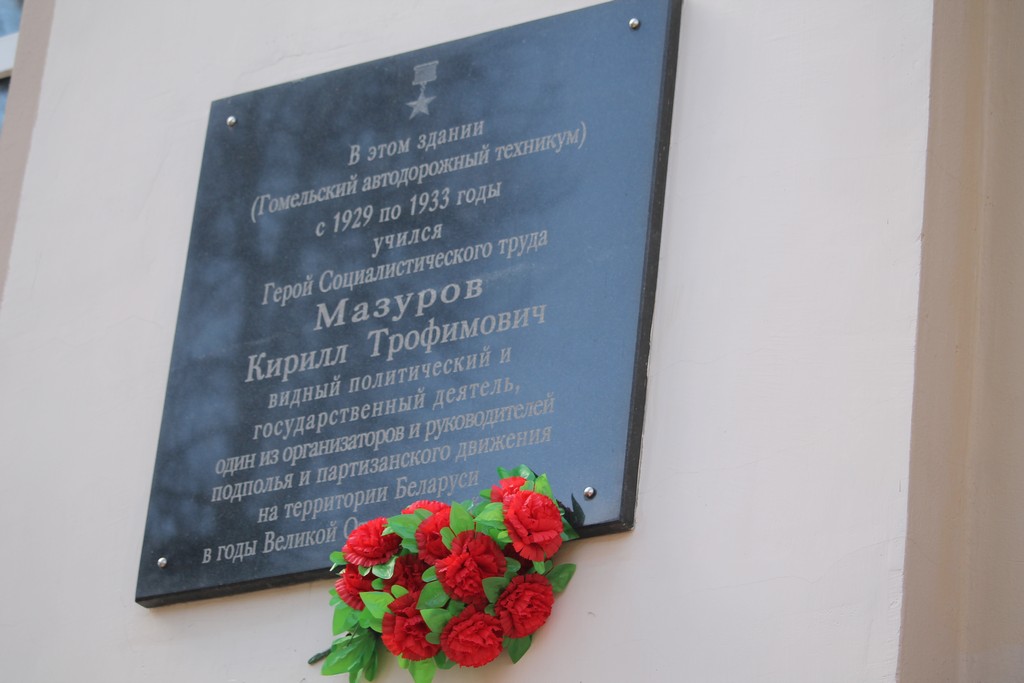 В этом здании
(Гомельский автодорожный техникум)
с 1929 по 1933 годы
учился
Герой Социалистического труда
Мазуров
Кирилл Трофимович
видный политический и
государственный деятель,
один из организаторов и руководителей
подполья и партизанского движения
на территории Беларуси
в годы Великой